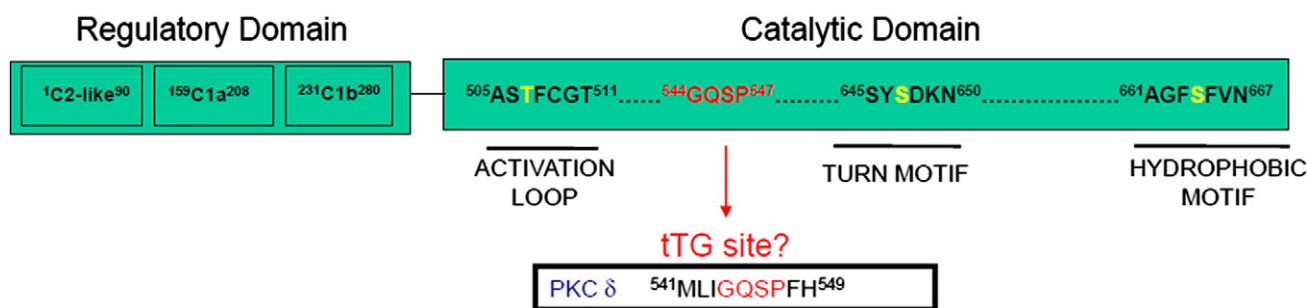 Regulatory Domain Catalytic Domain
¹C2-like⁹⁰ ¹⁵⁹C1a²⁰⁸ ²³¹C1b²⁸⁰ ⁵⁰⁵ASTFCGT⁵¹¹......⁵⁴⁴GQSP⁵⁴⁷.........⁶⁴⁵SYSDKN⁶⁵⁰.....................⁶⁶¹AGFSFVN⁶⁶⁷
ACTIVATION TURN MOTIF HYDROPHOBIC
LOOP MOTIF
tTG site?
PKC δ ⁵⁴¹MLIGQSPFH⁵⁴⁹